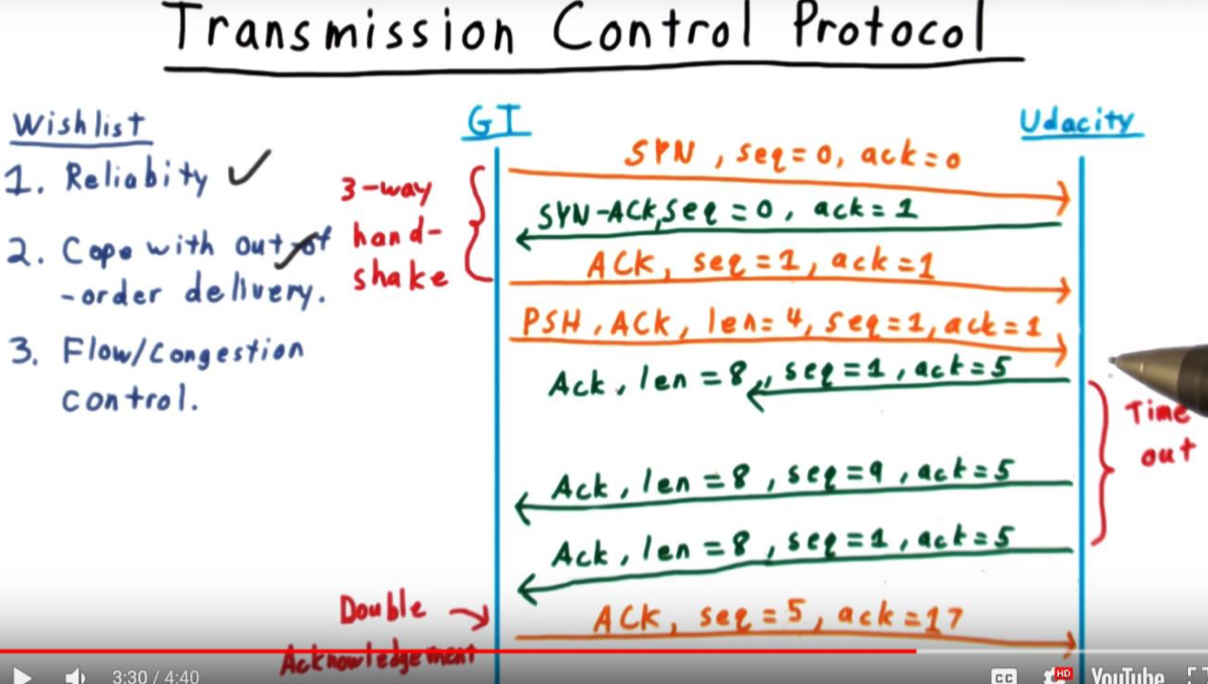 Transmission Control Protocol
Wishlist
1. Reliabity ✓
2. Cope with out of
-order delivery.
3. Flow/Congestion
control.
GT
Udacity
3-way
hand-
shake
SYN, seq=0, ack=0
SYN-ACK,seq=0, ack=1
ACK, seq=1, ack=1
PSH, ACK, len=4, seq=1, ack=1
Ack, len=8, seq=1, ack=5
Time
out
Ack, len=8, seq=9, ack=5
Ack, len=8, seq=1, ack=5
Double
Acknowledgement
ACK, seq=5, ack=17
3:30 / 4:40
CC
HD
YouTube